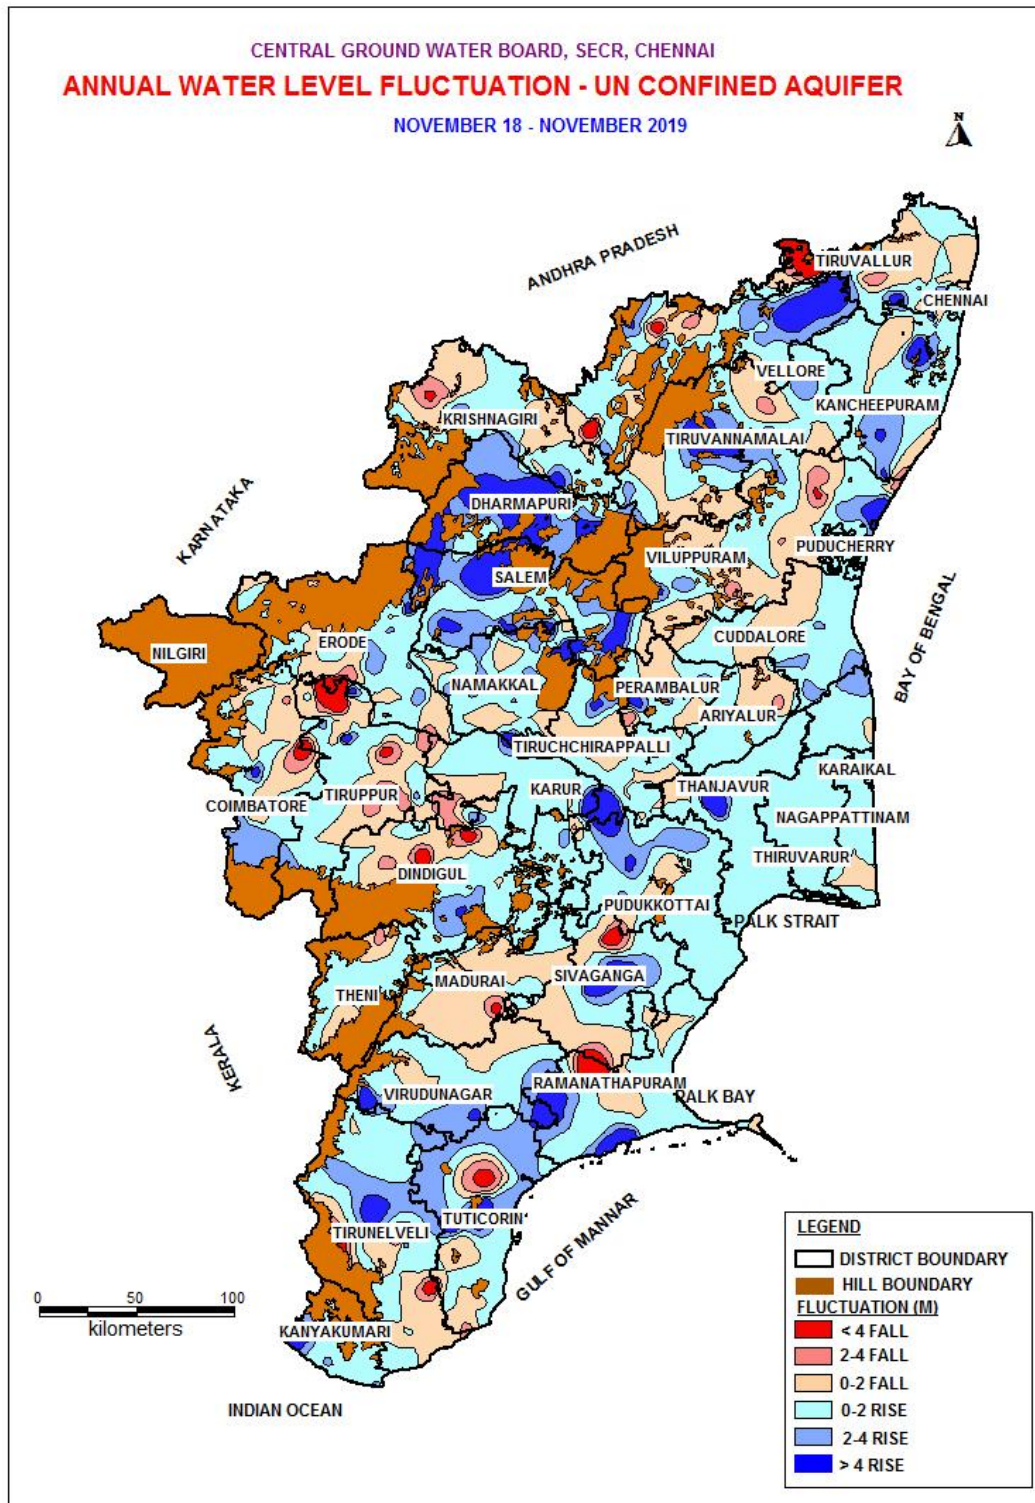 CENTRAL GROUND WATER BOARD, SECR, CHENNAI
ANNUAL WATER LEVEL FLUCTUATION - UN CONFINED AQUIFER
NOVEMBER 18 - NOVEMBER 2019
N
ANDHRA PRADESH
TIRUVALLUR
CHENNAI
VELLORE
KANCHEEPURAM
KRISHNAGIRI
TIRUVANNAMALAI
KARNATAKA
DHARMAPURI
PUDUCHERRY
VILUPPURAM
SALEM
BAY OF BENGAL
CUDDALORE
ERODE
NILGIRI
NAMAKKAL
PERAMBALUR
ARIYALUR
TIRUCHCHIRAPPALLI
KARAIKAL
KARUR
THANJAVUR
TIRUPPUR
COIMBATORE
NAGAPPATTINAM
THIRUVARUR
DINDIGUL
PUDUKKOTTAI
PALK STRAIT
SIVAGANGA
MADURAI
THENI
KERALA
RAMANATHAPURAM
VIRUDUNAGAR
PALK BAY
TUTICORIN
TIRUNELVELI
GULF OF MANNAR
KANYAKUMARI
INDIAN OCEAN
0 50 100
kilometers
LEGEND
DISTRICT BOUNDARY
HILL BOUNDARY
FLUCTUATION (M)
< 4 FALL
2-4 FALL
0-2 FALL
0-2 RISE
2-4 RISE
> 4 RISE